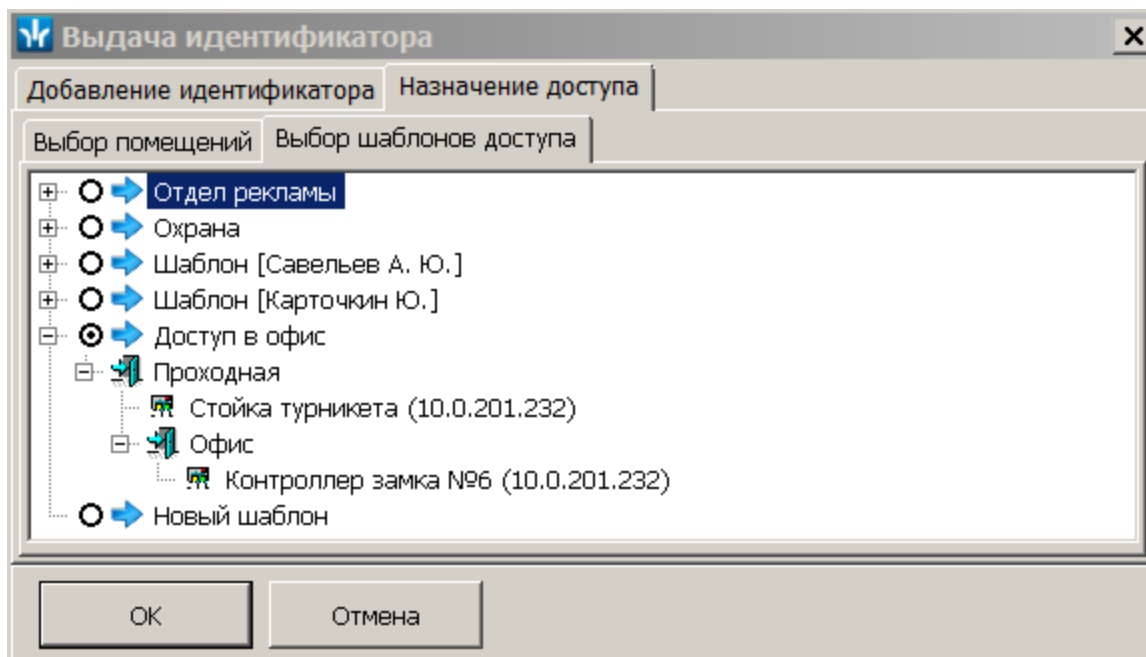 Выдача идентификатора
Добавление идентификатора Назначение доступа
Выбор помещений Выбор шаблонов доступа
Отдел рекламы
Охрана
Шаблон [Савельев А. Ю.]
Шаблон [Карточкин Ю.]
Доступ в офис
Проходная
Стойка турникета (10.0.201.232)
Офис
Контроллер замка №6 (10.0.201.232)
Новый шаблон
ОК Отмена